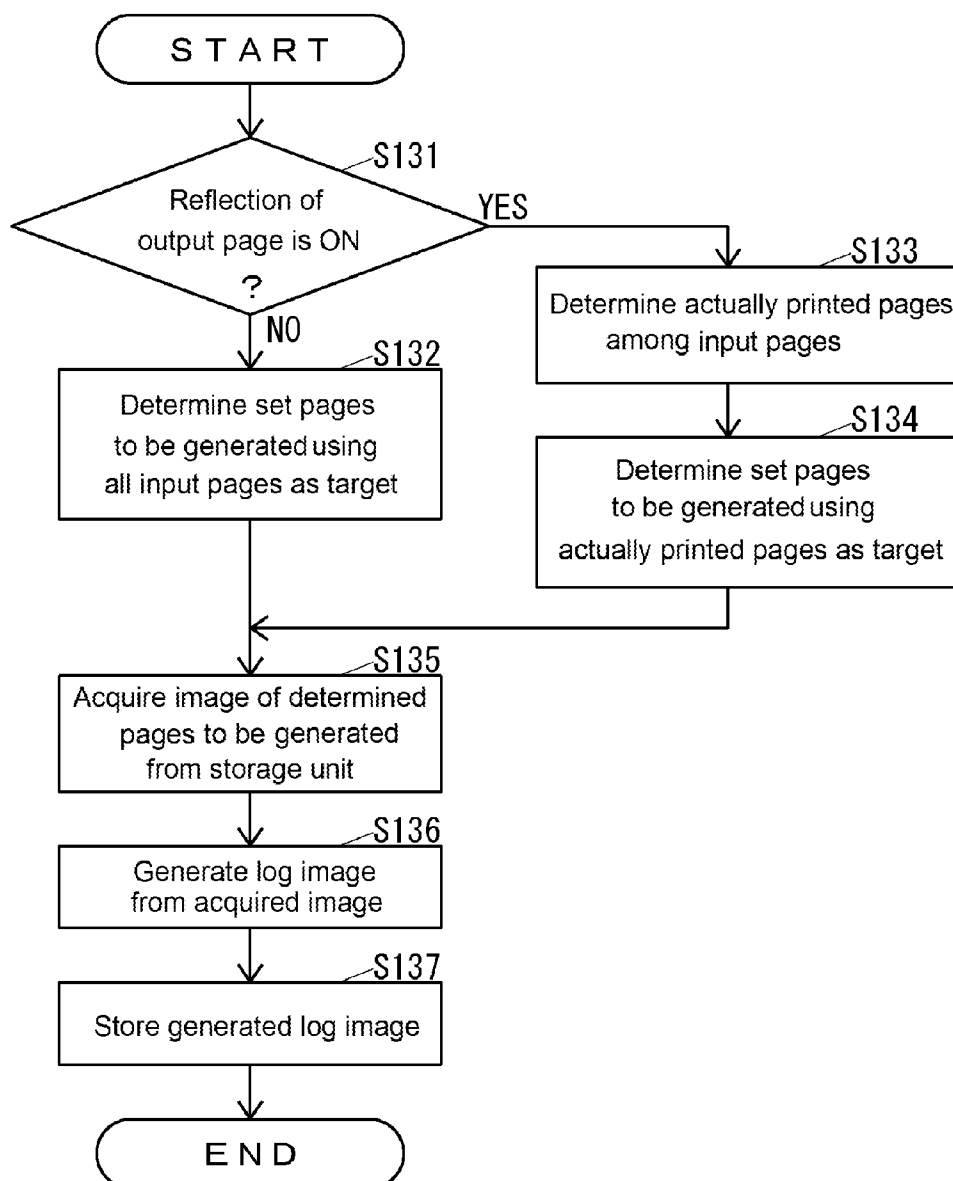 START
S131
Reflection of
output page is ON
?
YES
NO
S132
Determine set pages
to be generated using
all input pages as target
S133
Determine actually printed pages
among input pages
S134
Determine set pages
to be generated using
actually printed pages as target
S135
Acquire image of determined
pages to be generated
from storage unit
S136
Generate log image
from acquired image
S137
Store generated log image
END